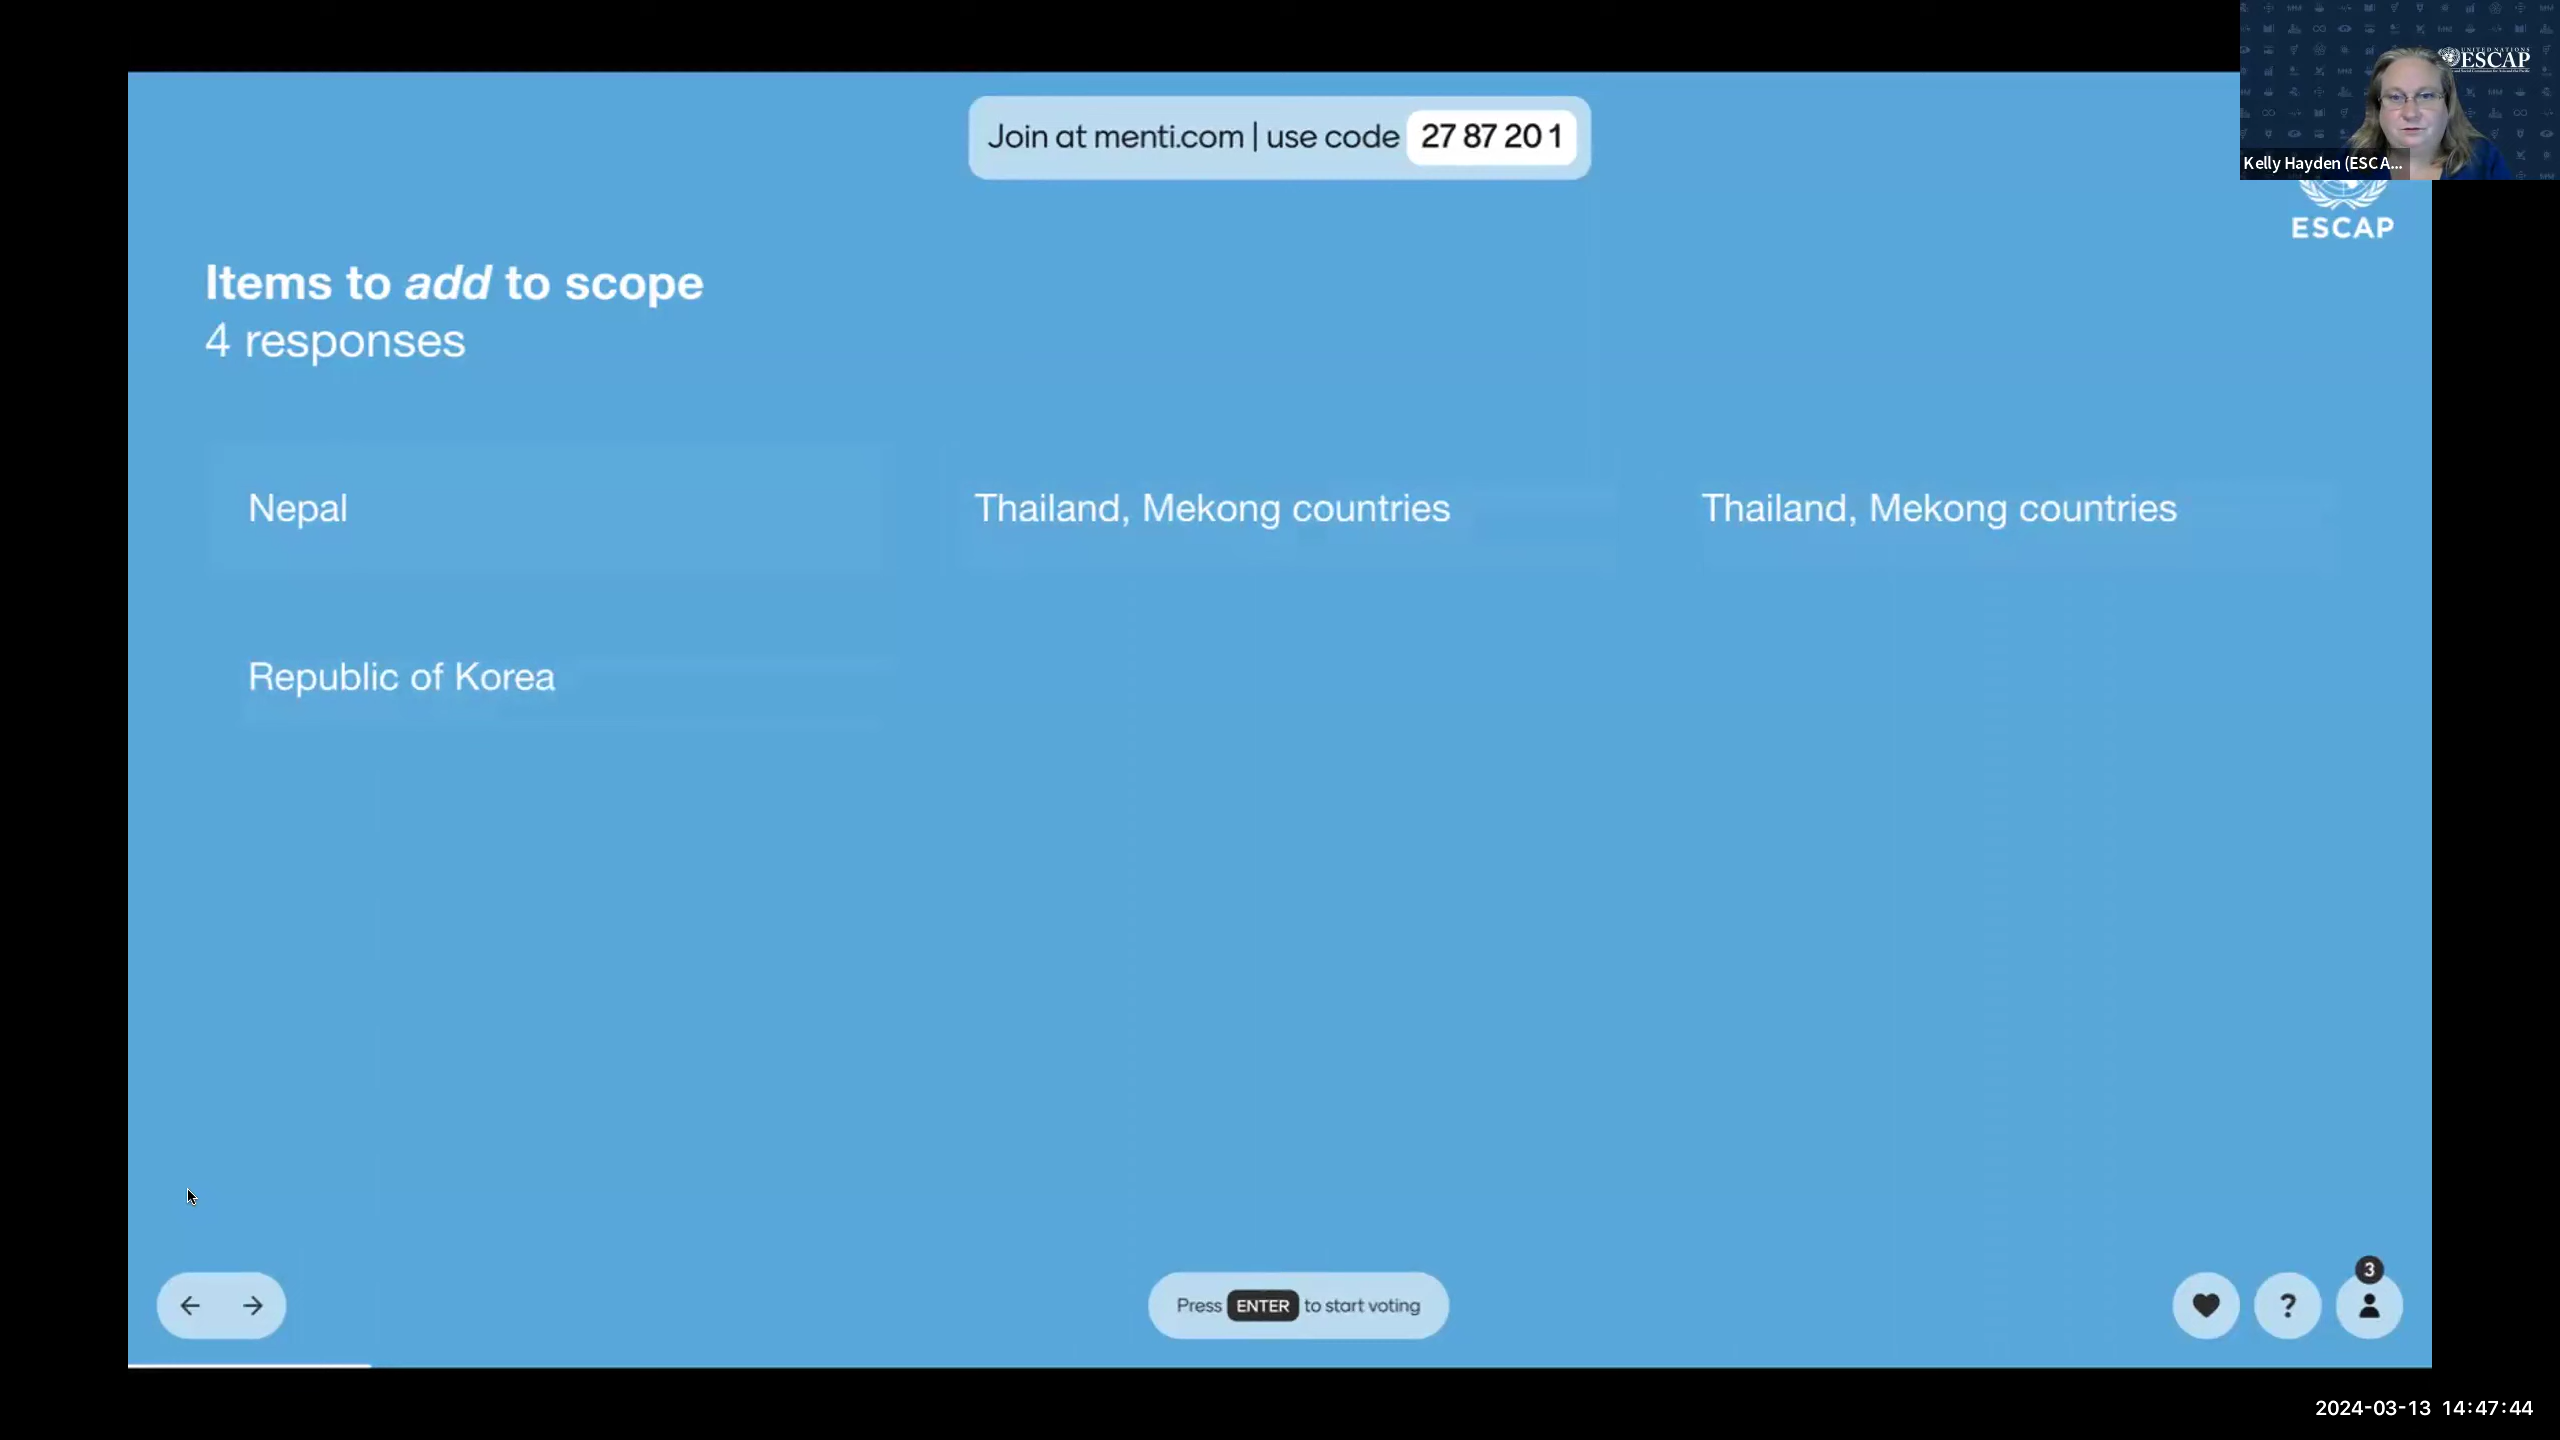 Join at menti.com | use code 27 87 20 1
UNITED NATIONS
ESCAP
Kelly Hayden (ESCA...
ESCAP
Items to add to scope
4 responses
Nepal
Thailand, Mekong countries
Thailand, Mekong countries
Republic of Korea
Press ENTER to start voting
?
3
2024-03-13 14:47:44